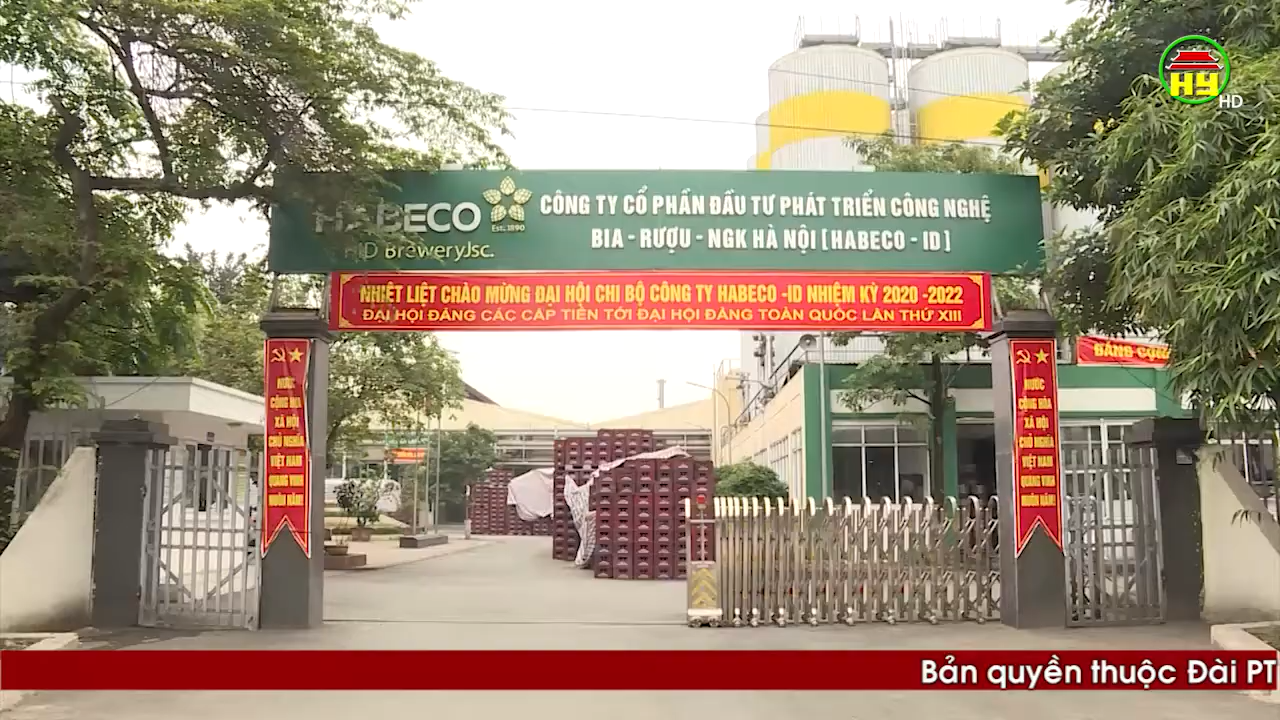 HY
HD
HABECO
Est. 1890
HD Brewery.Jsc.
CÔNG TY CỔ PHẦN ĐẦU TƯ PHÁT TRIỂN CÔNG NGHỆ
BIA - RƯỢU - NGK HÀ NỘI [HABECO - ID]
NHIỆT LIỆT CHÀO MỪNG ĐẠI HỘI CHI BỘ CÔNG TY HABECO -ID NHIỆM KỲ 2020 -2022
ĐẠI HỘI ĐẢNG CÁC CẤP TIẾN TỚI ĐẠI HỘI ĐẢNG TOÀN QUỐC LẦN THỨ XIII
NƯỚC
CỘNG HÒA
XÃ HỘI
CHỦ NGHĨA
VIỆT NAM
QUANG VINH
MUÔN NĂM!
NƯỚC
CỘNG HÒA
XÃ HỘI
CHỦ NGHĨA
VIỆT NAM
QUANG VINH
MUÔN NĂM!
ĐẢNG CỘNG
Bản quyền thuộc Đài PT